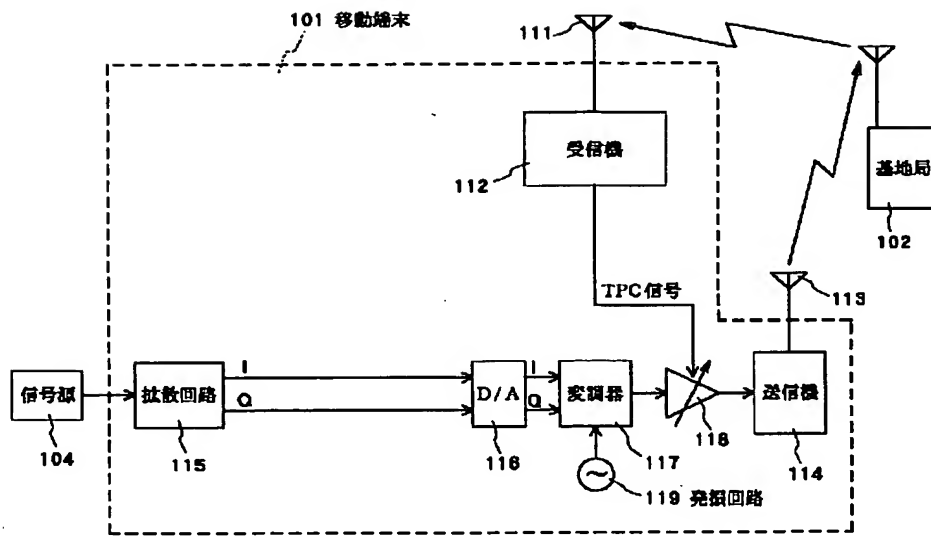 101 移動端末
111
受信機
112
基地局
102
TPC信号
113
信号源
104
拡散回路
115
I
Q
D/A
116
I
Q
変調器
117
118
送信機
114
119 発振回路